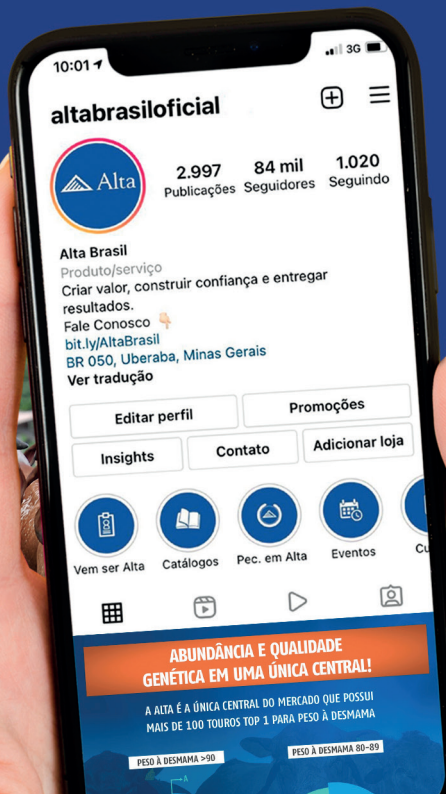 10:01
3G
altabrasiloficial
Alta
2.997
Publicações
84 mil
Seguidores
1.020
Seguindo
Alta Brasil
Produto/serviço
Criar valor, construir confiança e entregar
resultados.
Fale Conosco
bit.ly/AltaBrasil
BR 050, Uberaba, Minas Gerais
Ver tradução
Editar perfil
Promoções
Insights
Contato
Adicionar loja
Vem ser Alta
Catálogos
Pec. em Alta
Eventos
ABUNDÂNCIA E QUALIDADE
GENÉTICA EM UMA ÚNICA CENTRAL!
A ALTA É A ÚNICA CENTRAL DO MERCADO QUE POSSUI
MAIS DE 100 TOUROS TOP 1 PARA PESO À DESMAMA
PESO À DESMAMA >90
PESO À DESMAMA 80-89